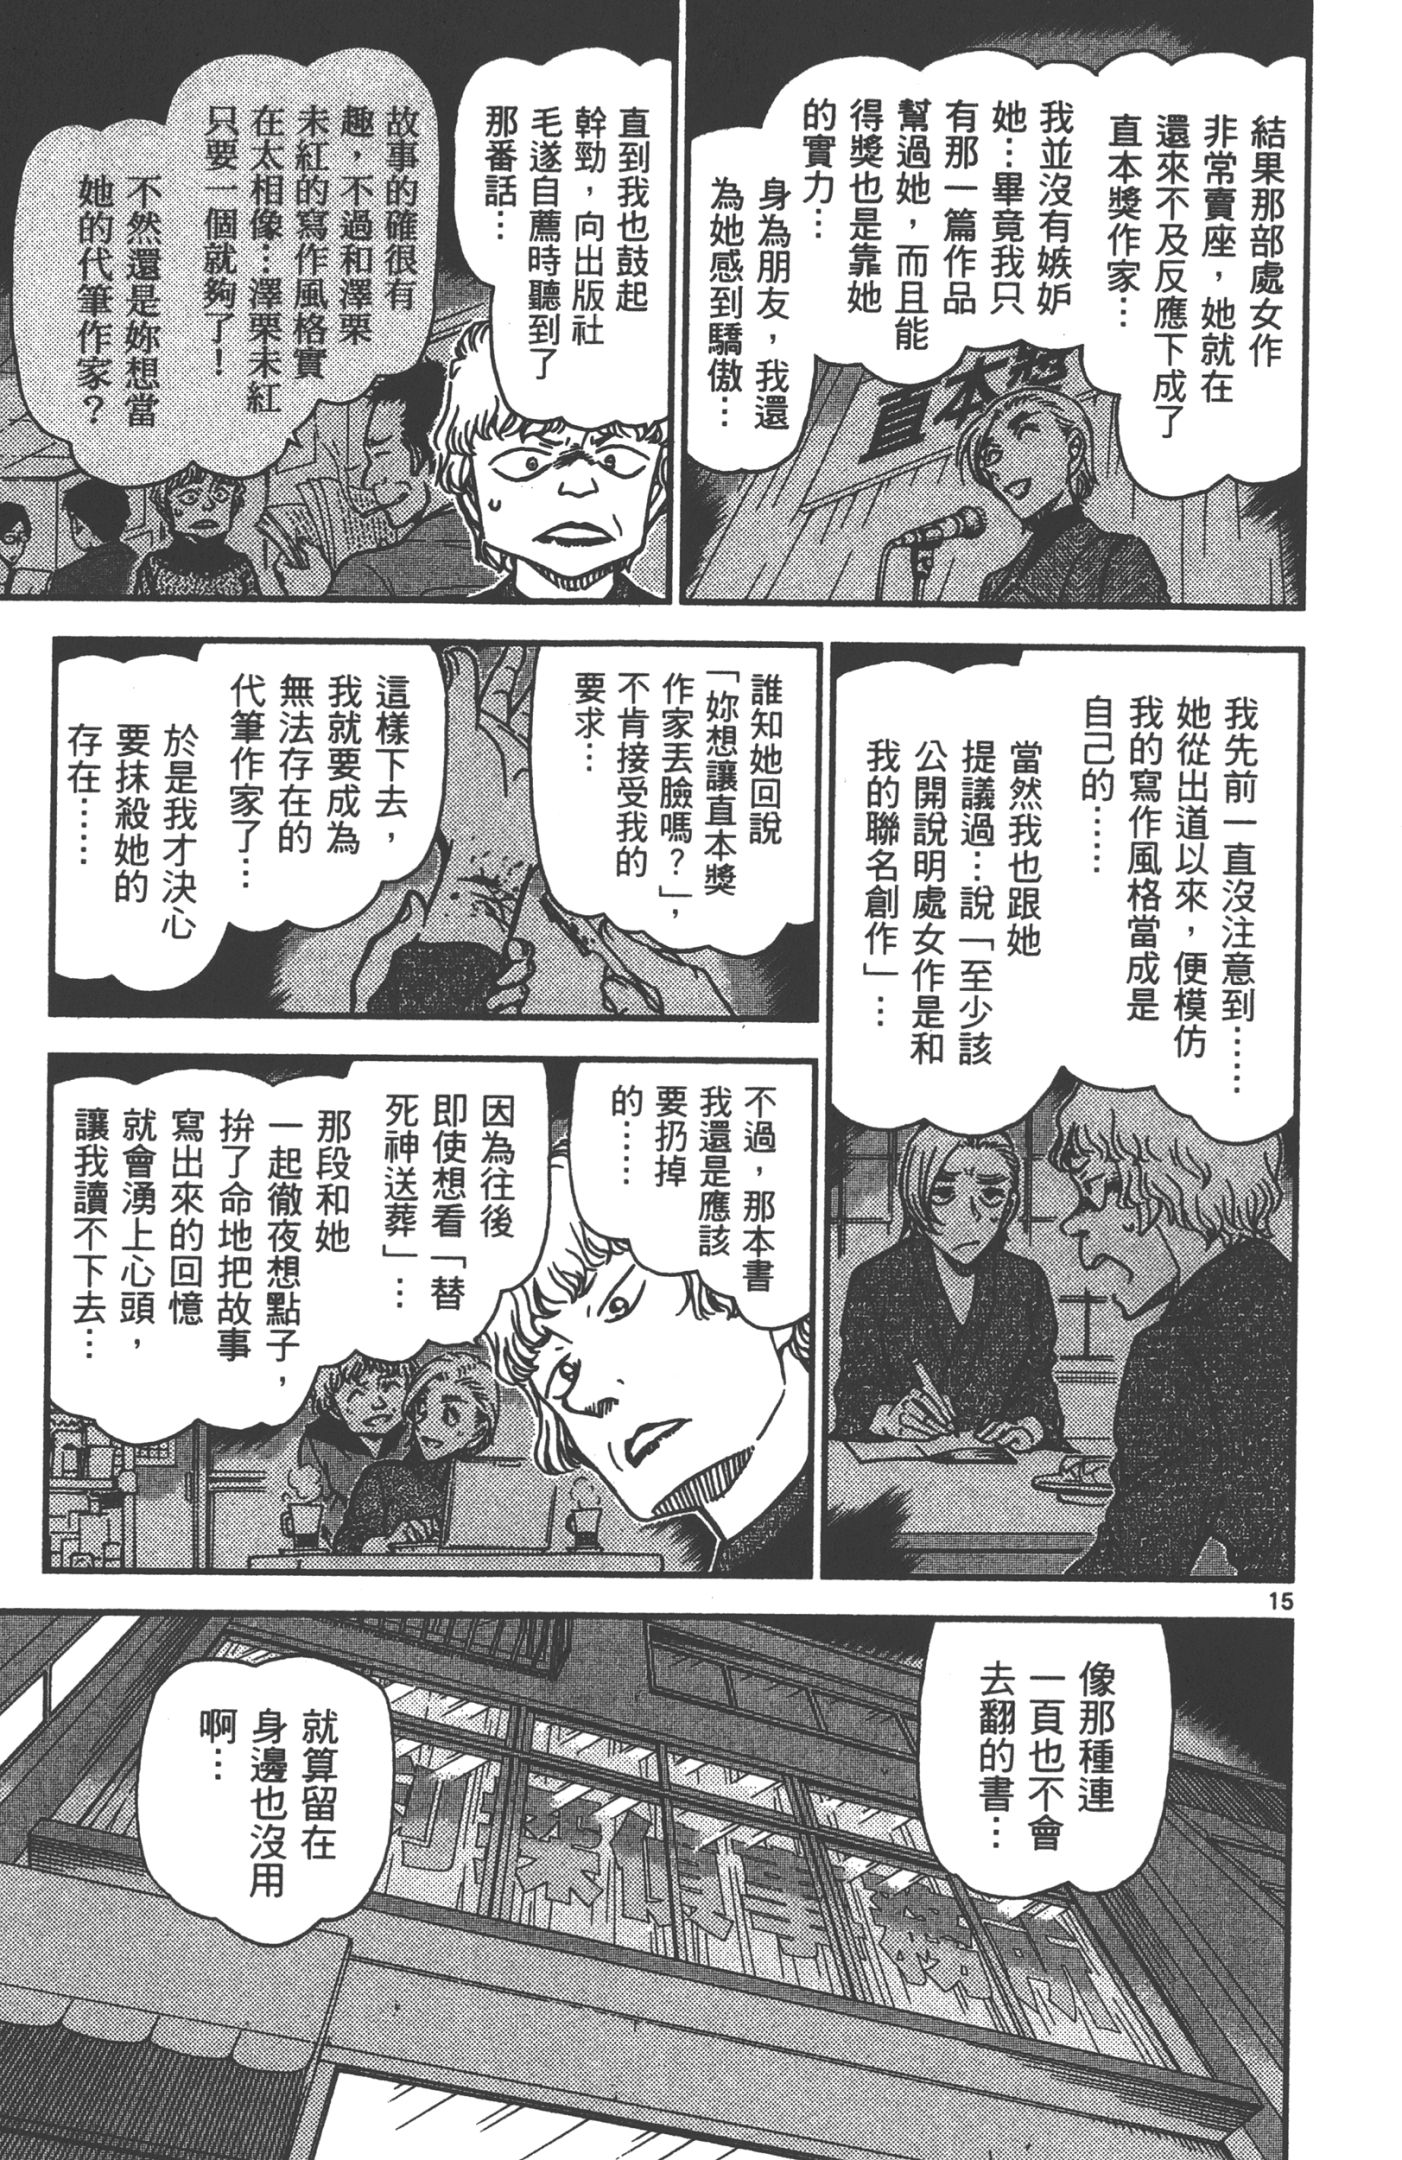 結果那部處女作
非常賣座，她就在
還來不及反應下成了
直本獎作家…
我並沒有嫉妒
她…畢竟我只
有那一篇作品
幫過她，而且能
得獎也是靠她
的實力…
身為朋友，我還
為她感到驕傲…
直本獎
直到我也鼓起
幹勁，向出版社
毛遂自薦時聽到了
那番話…
故事的確很有
趣，不過和澤栗
未紅的寫作風格實
在太相像…澤栗未紅
只要一個就夠了！
不然還是妳想當
她的代筆作家？
我先前一直沒注意到……
她從出道以來，便模仿
我的寫作風格當成是
自己的……
當然我也跟她
提議過…說「至少該
公開說明處女作是和
我的聯名創作」…
誰知她回說
「妳想讓直本獎
作家丟臉嗎？」，
不肯接受我的
要求…
這樣下去，
我就要成為
無法存在的
代筆作家了…
於是我才決心
要抹殺她的
存在……
不過，那本書
我還是應該
要扔掉
的……
因為往後
即使想看「替
死神送葬」…
那段和她
一起徹夜想點子，
拚了命地把故事
寫出來的回憶
就會湧上心頭，
讓我讀不下去…
15
像那種連
一頁也不會
去翻的書…
就算留在
身邊也沒用
啊…
利探偵事務所